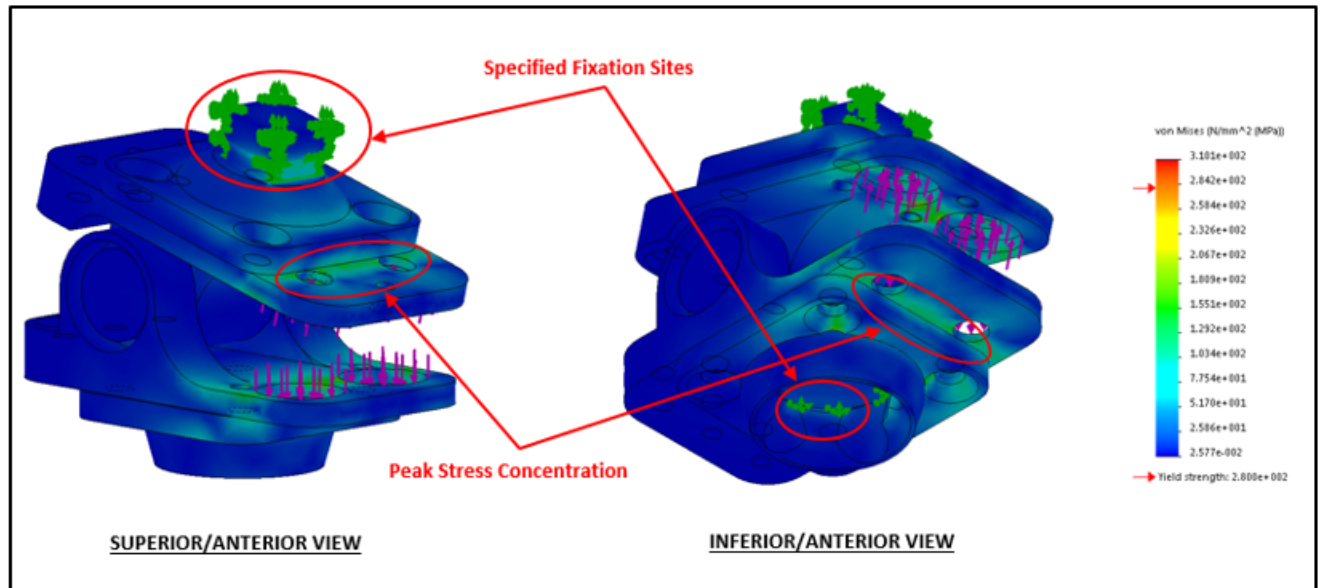 Specified Fixation Sites
von Mises (N/mm^2 (MPa))
3.101e+002
2.842e+002
2.584e+002
2.326e+002
2.067e+002
1.809e+002
1.551e+002
1.292e+002
1.034e+002
7.754e+001
5.170e+001
2.586e+001
2.577e-002
Yield strength: 2.800e+002
Peak Stress Concentration
SUPERIOR/ANTERIOR VIEW
INFERIOR/ANTERIOR VIEW